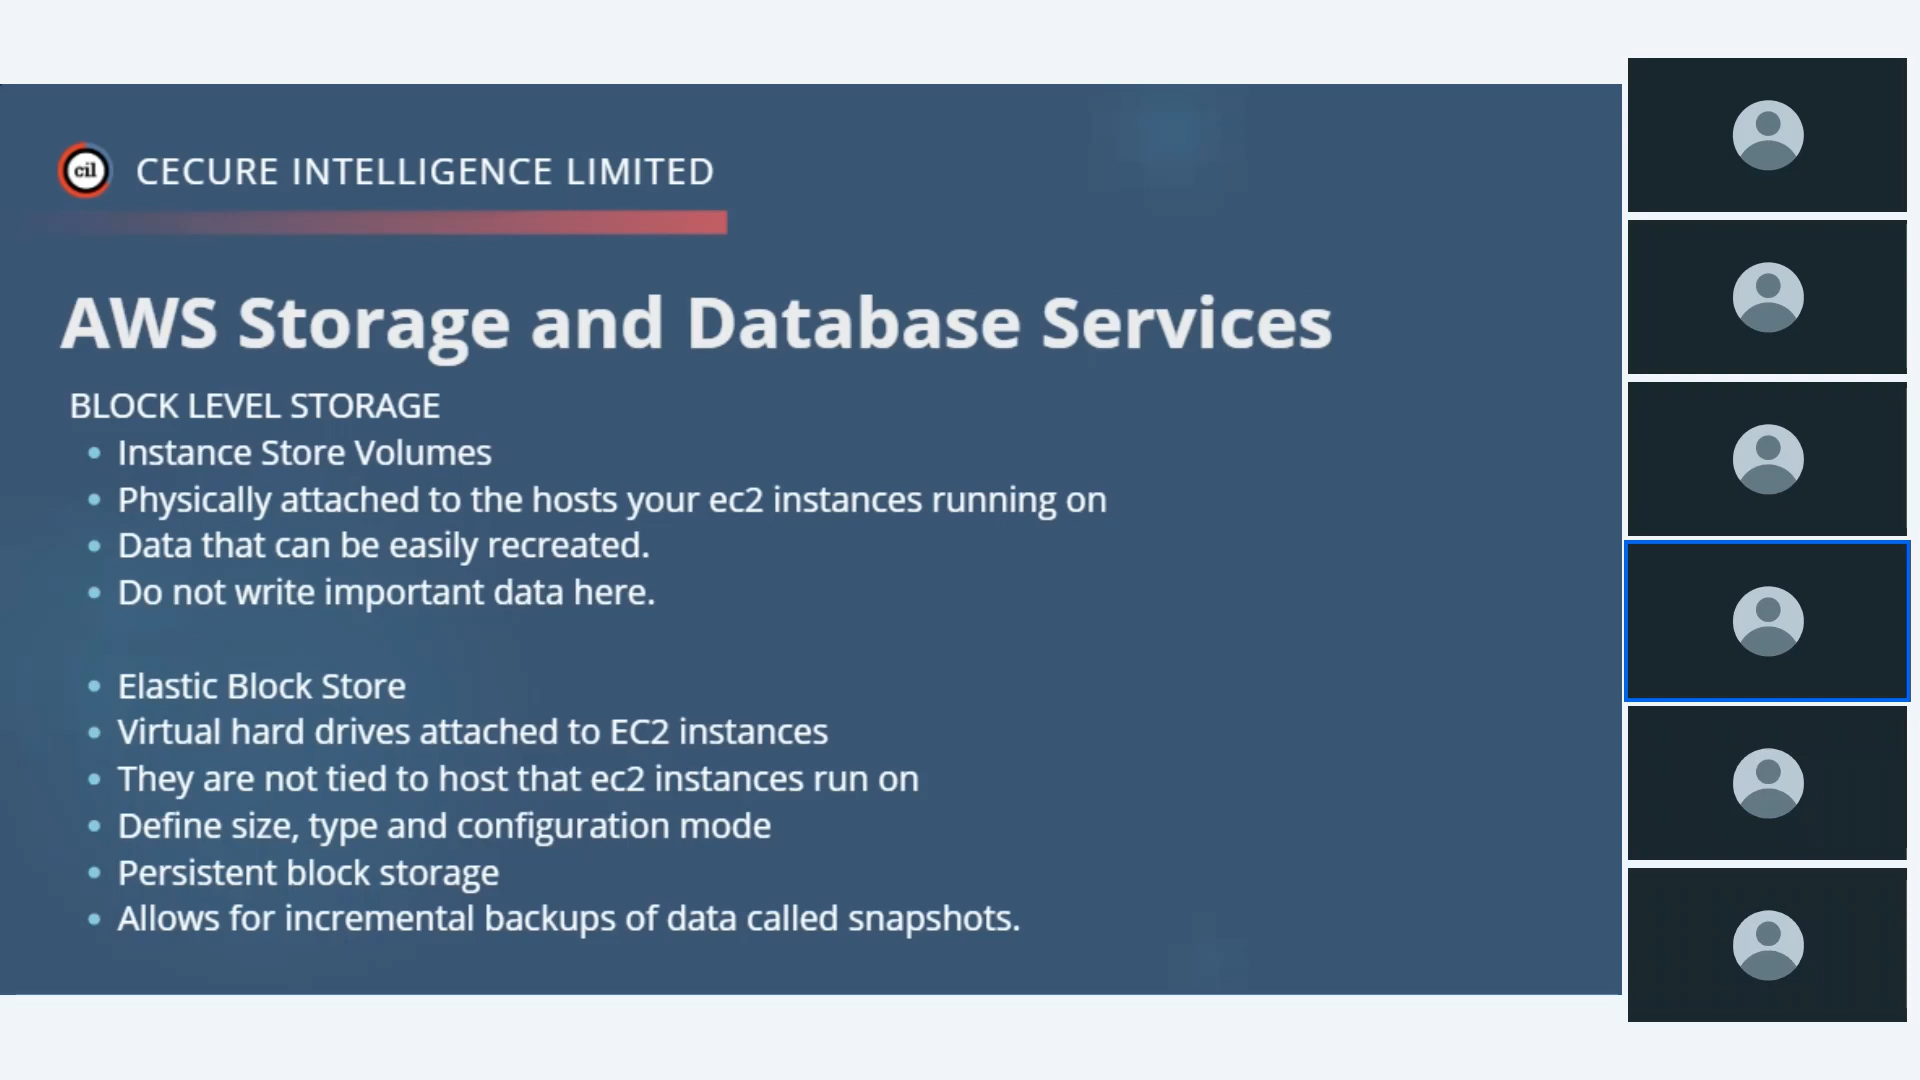 cil CECURE INTELLIGENCE LIMITED
AWS Storage and Database Services
BLOCK LEVEL STORAGE
• Instance Store Volumes
• Physically attached to the hosts your ec2 instances running on
• Data that can be easily recreated.
• Do not write important data here.
• Elastic Block Store
• Virtual hard drives attached to EC2 instances
• They are not tied to host that ec2 instances run on
• Define size, type and configuration mode
• Persistent block storage
• Allows for incremental backups of data called snapshots.